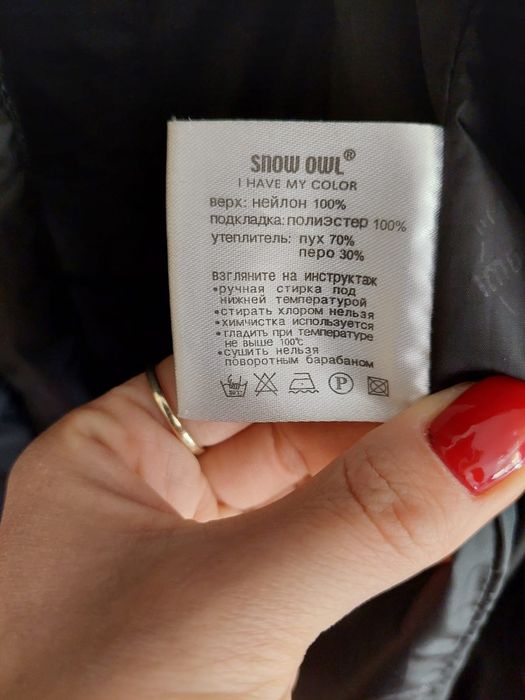 SNOW OWL®
I HAVE MY COLOR
верх: нейлон 100%
подкладка: полиэстер 100%
утеплитель: пух 70%
перо 30%
взгляните на инструктаж
•ручная стирка под
нижней температурой
•стирать хлором нельзя
•химчистка используется
•гладить при температуре
не выше 100℃
•сушить нельзя
поворотным барабаном
P